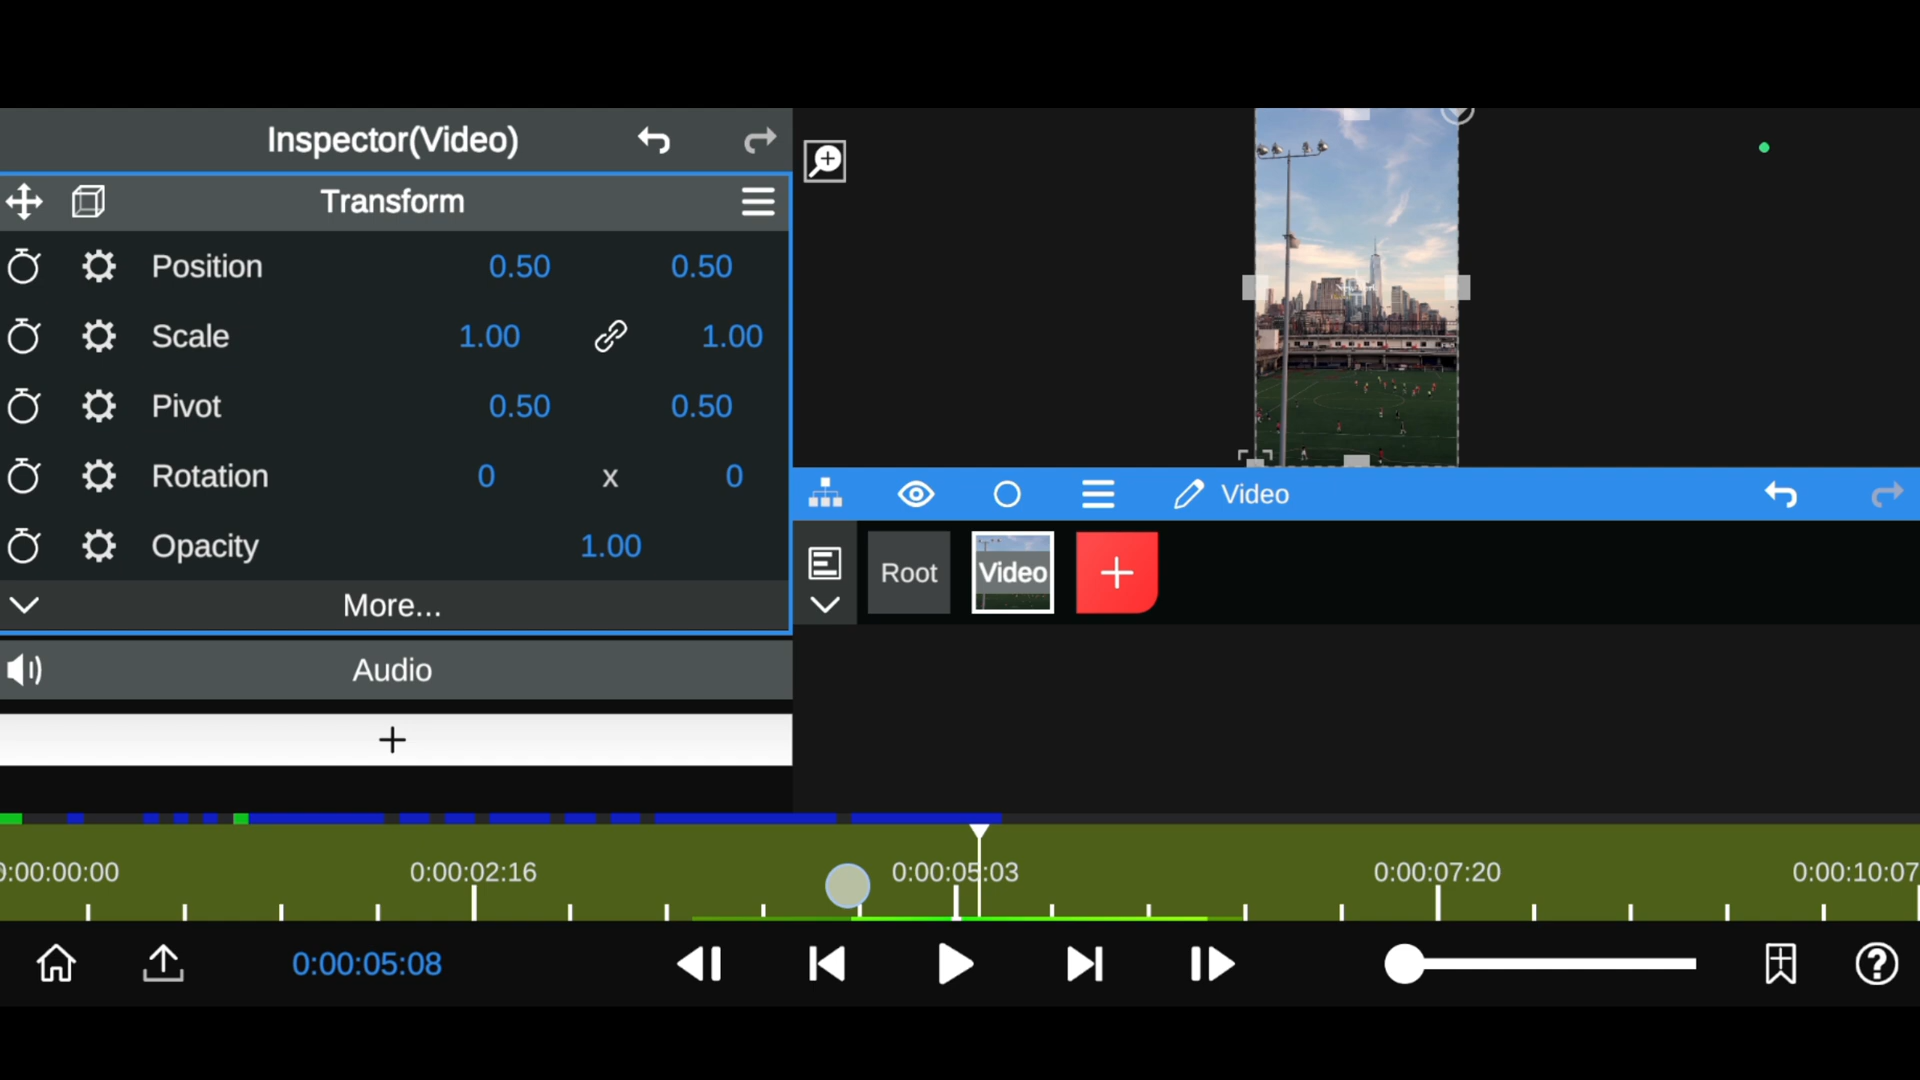 Inspector(Video)
Transform
Position 0.50 0.50
Scale 1.00 1.00
Pivot 0.50 0.50
Rotation 0 x 0
Opacity 1.00
More...
Audio
+
Video
Root Video +
0:00:00:00 0:00:02:16 0:00:05:03 0:00:07:20 0:00:10:07
0:00:05:08